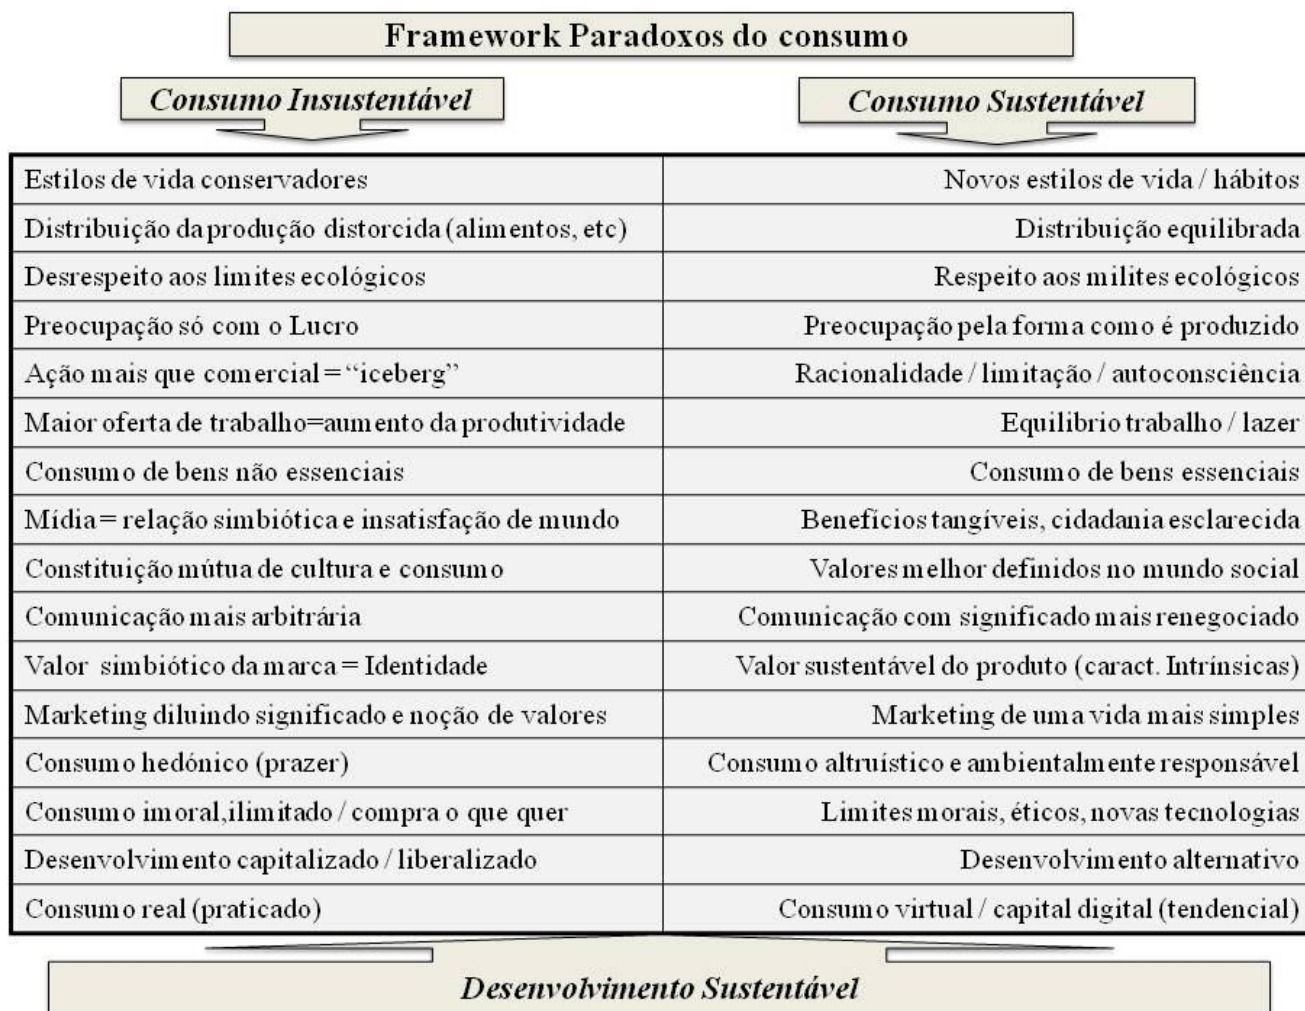 Framework Paradoxos do consumo
Consumo Insustentável
Consumo Sustentável
Estilos de vida conservadores
Novos estilos de vida / hábitos
Distribuição da produção distorcida (alimentos, etc)
Distribuição equilibrada
Desrespeito aos limites ecológicos
Respeito aos milites ecológicos
Preocupação só com o Lucro
Preocupação pela forma como é produzido
Ação mais que comercial = “iceberg”
Racionalidade / limitação / autoconsciência
Maior oferta de trabalho=aumento da produtividade
Equilibrio trabalho / lazer
Consumo de bens não essenciais
Consumo de bens essenciais
Mídia = relação simbiótica e insatisfação de mundo
Benefícios tangíveis, cidadania esclarecida
Constituição mútua de cultura e consumo
Valores melhor definidos no mundo social
Comunicação mais arbitrária
Comunicação com significado mais renegociado
Valor simbiótico da marca = Identidade
Valor sustentável do produto (caract. Intrínsicas)
Marketing diluindo significado e noção de valores
Marketing de uma vida mais simples
Consumo hedónico (prazer)
Consumo altruístico e ambientalmente responsável
Consumo imoral,ilimitado / compra o que quer
Limites morais, éticos, novas tecnologias
Desenvolvimento capitalizado / liberalizado
Desenvolvimento alternativo
Consumo real (praticado)
Consumo virtual / capital digital (tendencial)
Desenvolvimento Sustentável